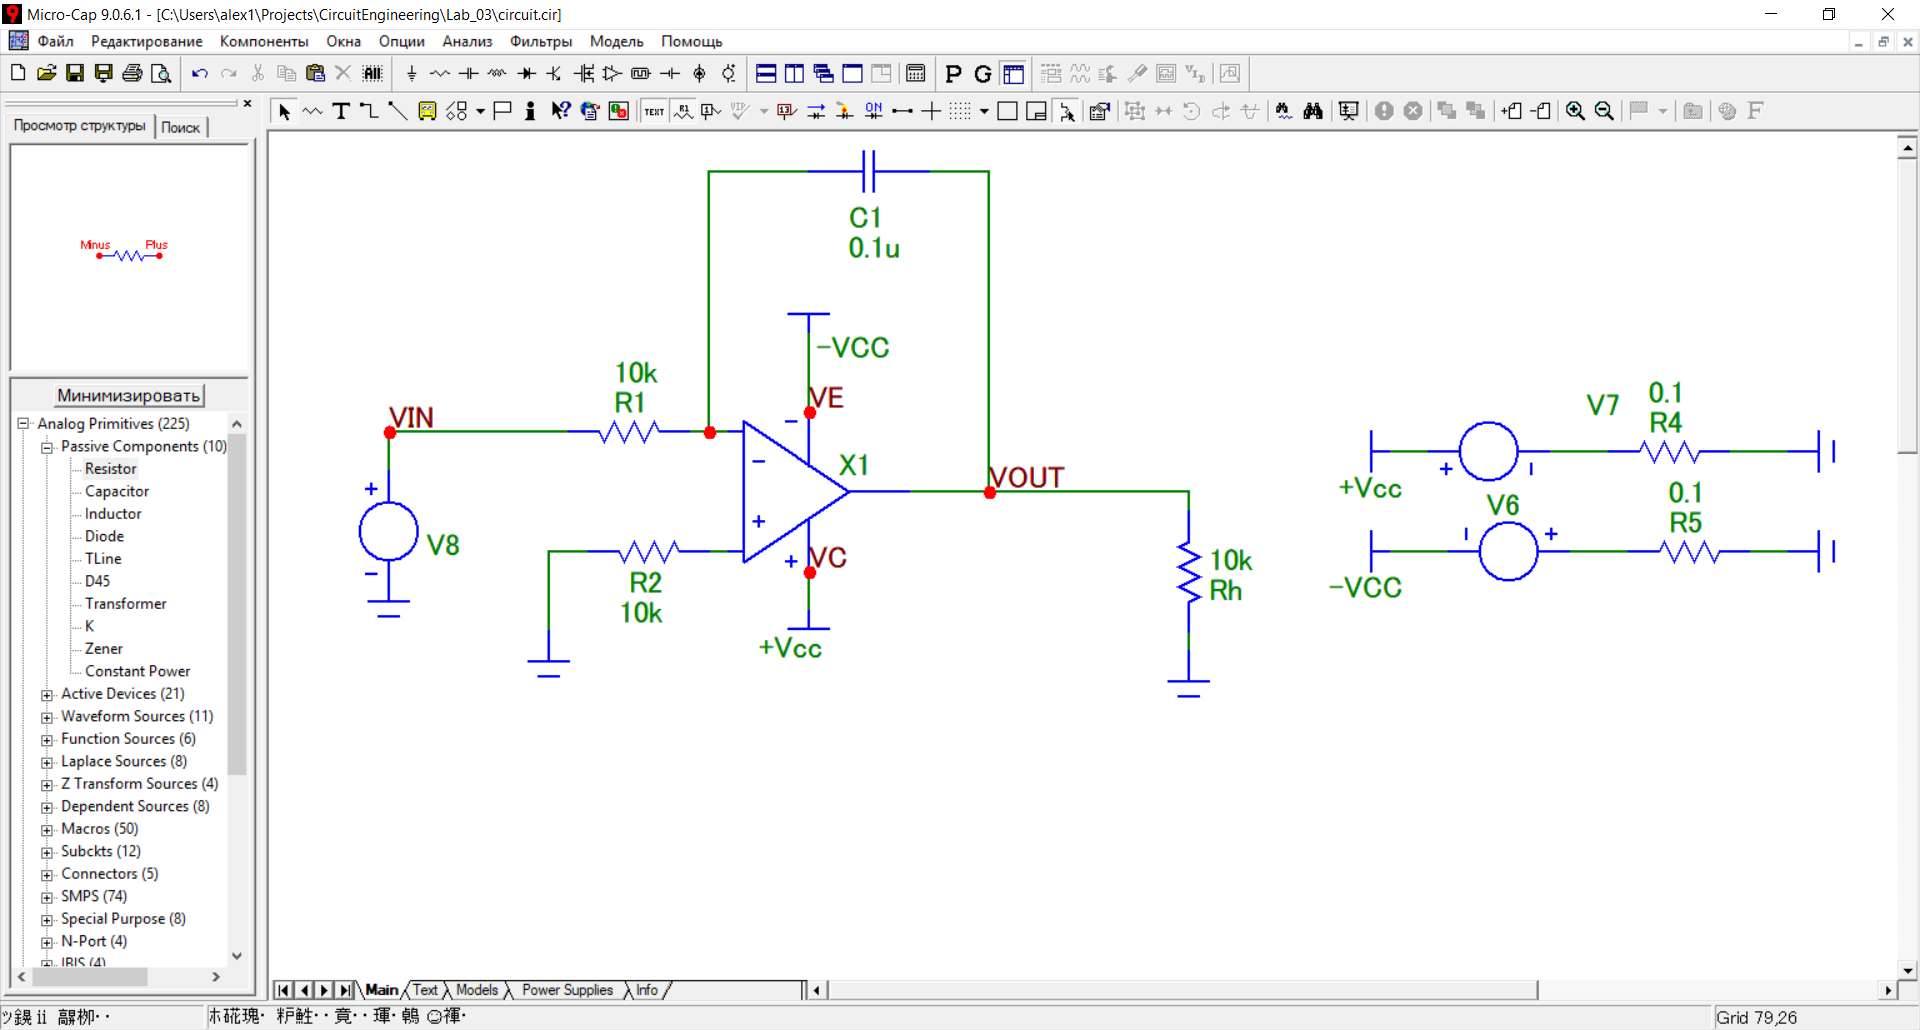 Micro-Cap 9.0.6.1 - [C:\Users\alex1\Projects\CircuitEngineering\Lab_03\circuit.cir]
Файл Редактирование Компоненты Окна Опции Анализ Фильтры Модель Помощь
Просмотр структуры Поиск
Minus Plus
Минимизировать
Analog Primitives (225)
Passive Components (10)
Resistor
Capacitor
Inductor
Diode
TLine
D45
Transformer
K
Zener
Constant Power
Active Devices (21)
Waveform Sources (11)
Function Sources (6)
Laplace Sources (8)
Z Transform Sources (4)
Dependent Sources (8)
Macros (50)
Subckts (12)
Connectors (5)
SMPS (74)
Special Purpose (8)
N-Port (4)
IBIS (4)
C1
0.1u
-VCC
VE
10k
R1
VIN
X1
VOUT
V8
R2
10k
VC
+Vcc
10k
Rh
V7
0.1
R4
+Vcc
V6
0.1
R5
-VCC
Main Text Models Power Supplies Info
Grid 79,26